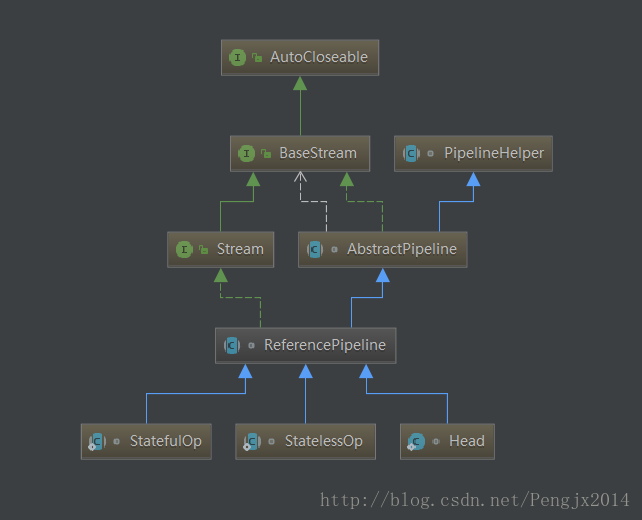 AutoCloseable
BaseStream
PipelineHelper
Stream
AbstractPipeline
ReferencePipeline
StatefulOp
StatelessOp
Head
http://blog.csdn.net/Pengjx2014